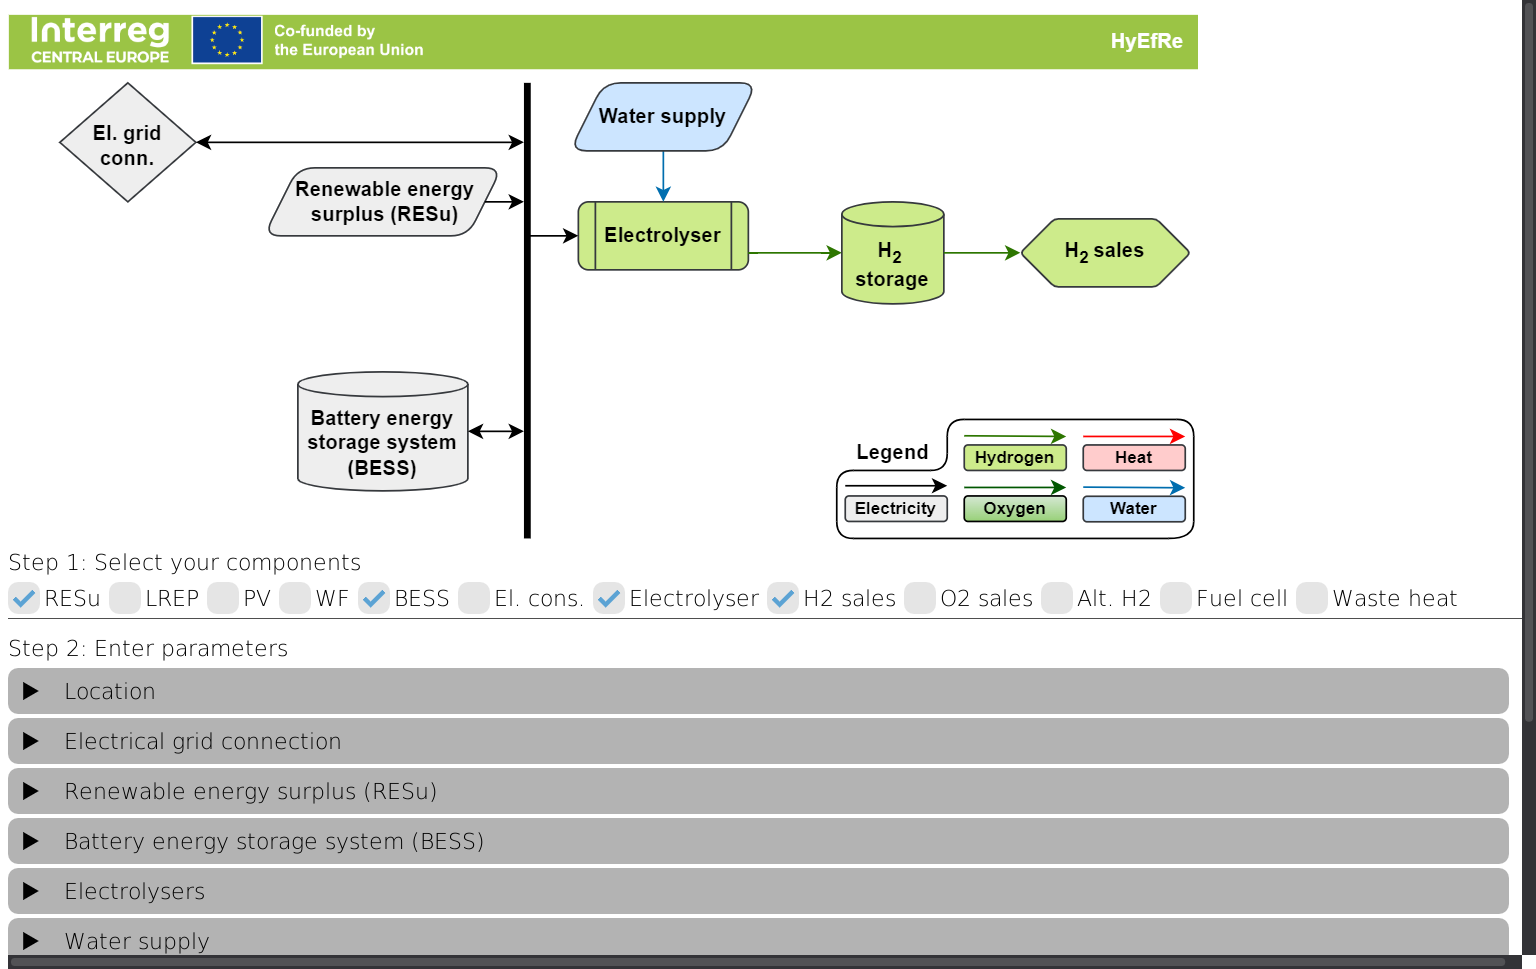 Interreg
CENTRAL EUROPE
Co-funded by
the European Union
HyEfRe
El. grid
conn.
Water supply
Renewable energy
surplus (RESu)
Electrolyser
H2
storage
H2 sales
Battery energy
storage system
(BESS)
Legend
Hydrogen
Heat
Electricity
Oxygen
Water
Step 1: Select your components
RESu LREP PV WF BESS El. cons. Electrolyser H2 sales O2 sales Alt. H2 Fuel cell Waste heat
Step 2: Enter parameters
Location
Electrical grid connection
Renewable energy surplus (RESu)
Battery energy storage system (BESS)
Electrolysers
Water supply